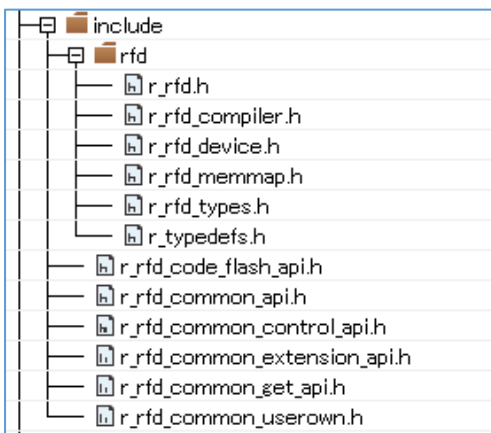 include
rfd
r_rfd.h
r_rfd_compiler.h
r_rfd_device.h
r_rfd_memmap.h
r_rfd_types.h
r_typedefs.h
r_rfd_code_flash_api.h
r_rfd_common_api.h
r_rfd_common_control_api.h
r_rfd_common_extension_api.h
r_rfd_common_get_api.h
r_rfd_common_userown.h